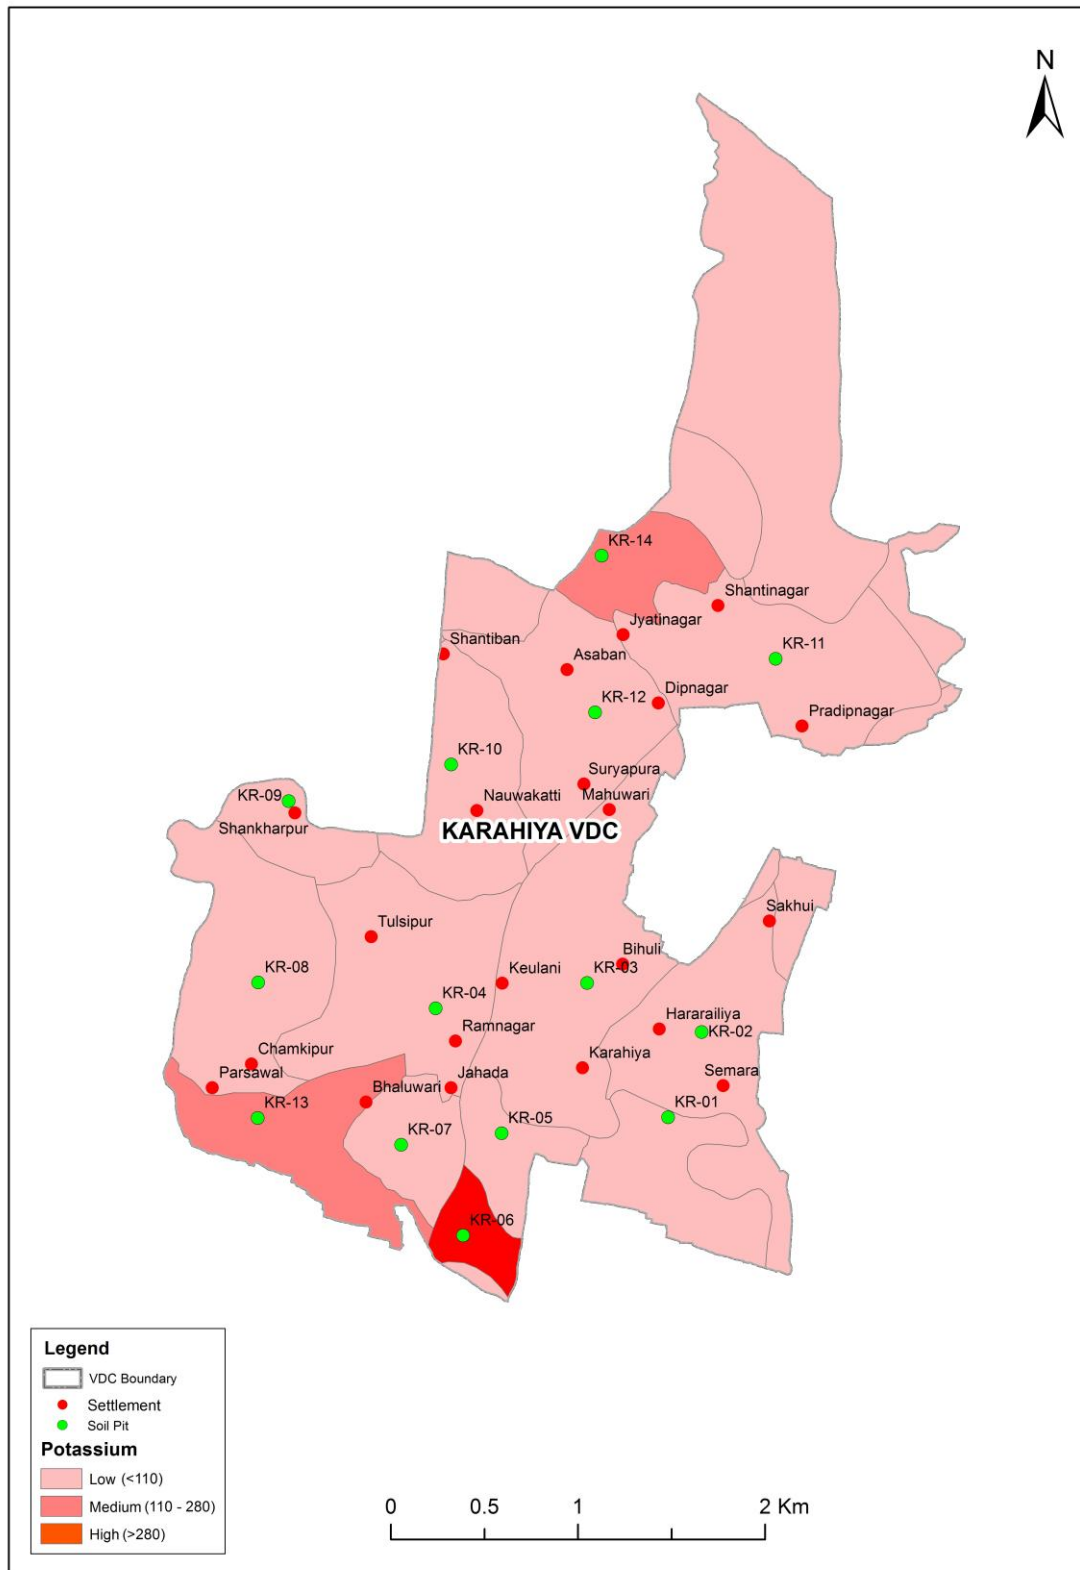 N
KR-14
Shantinagar
Jyatinagar
Shantiban
Asaban
KR-11
Dipnagar
KR-12
Pradipnagar
KR-10
Suryapura
KR-09
Nauwakatti
Mahuwari
Shankharpur
KARAHIYA VDC
Sakhui
Tulsipur
Bihuli
KR-08
Keulani
KR-03
KR-04
Hararailiya
Ramnagar
KR-02
Chamkipur
Karahiya
Parsawal
Bhaluwari
Jahada
Semara
KR-13
KR-01
KR-07
KR-05
KR-06
Legend
VDC Boundary
Settlement
Soil Pit
Potassium
Low (<110)
Medium (110 - 280)
High (>280)
0 0.5 1 2 Km